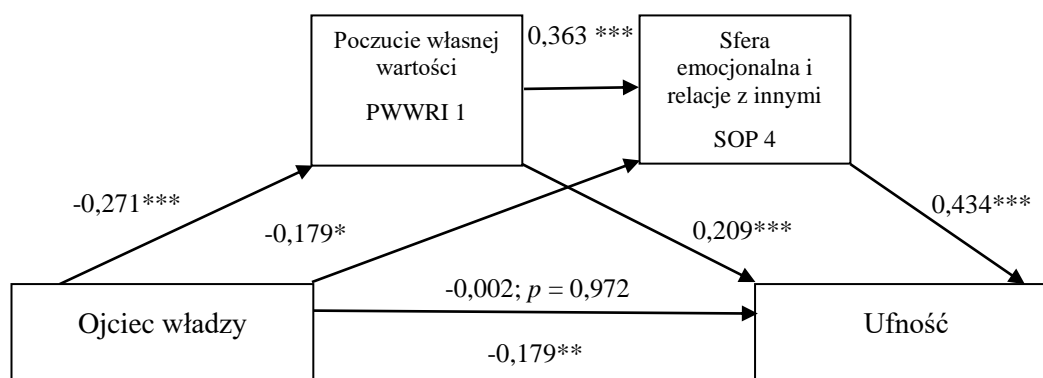 Poczucie własnej
wartości
PWWRI 1
0,363 ***
Sfera
emocjonalna i
relacje z innymi
SOP 4
-0,271***
-0,179*
0,209***
0,434***
Ojciec władzy
-0,002; p = 0,972
-0,179**
Ufność